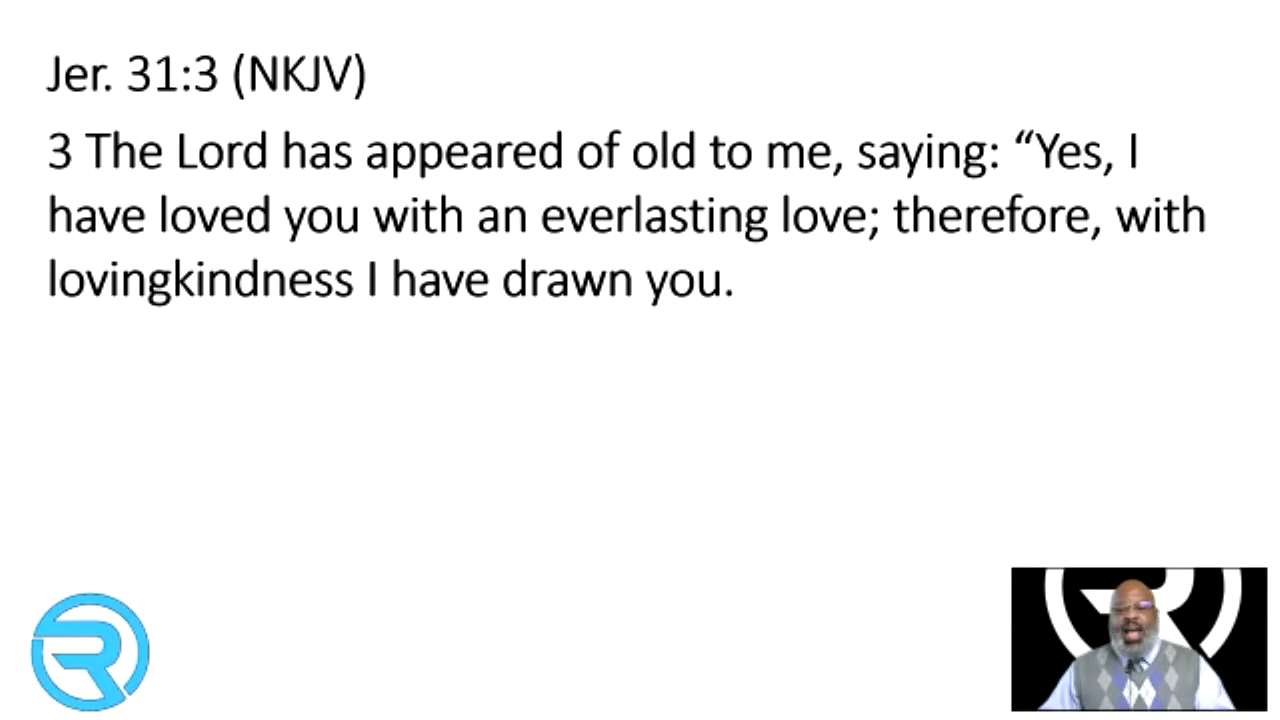 Jer. 31:3 (NKJV)
3 The Lord has appeared of old to me, saying: “Yes, I
have loved you with an everlasting love; therefore, with
lovingkindness I have drawn you.